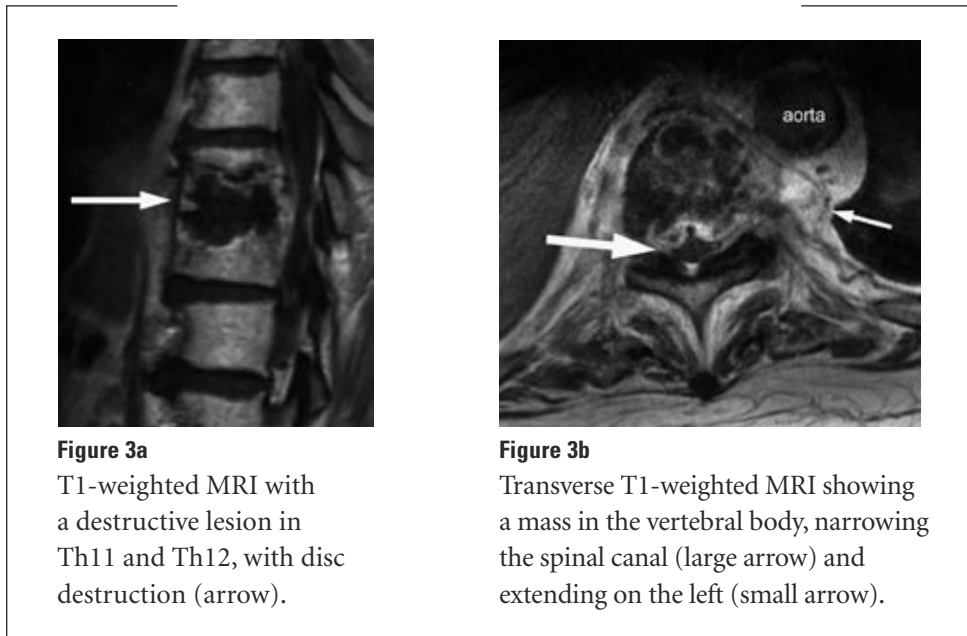 aorta
Figure 3a
T1-weighted MRI with
a destructive lesion in
Th11 and Th12, with disc
destruction (arrow).
Figure 3b
Transverse T1-weighted MRI showing
a mass in the vertebral body, narrowing
the spinal canal (large arrow) and
extending on the left (small arrow).